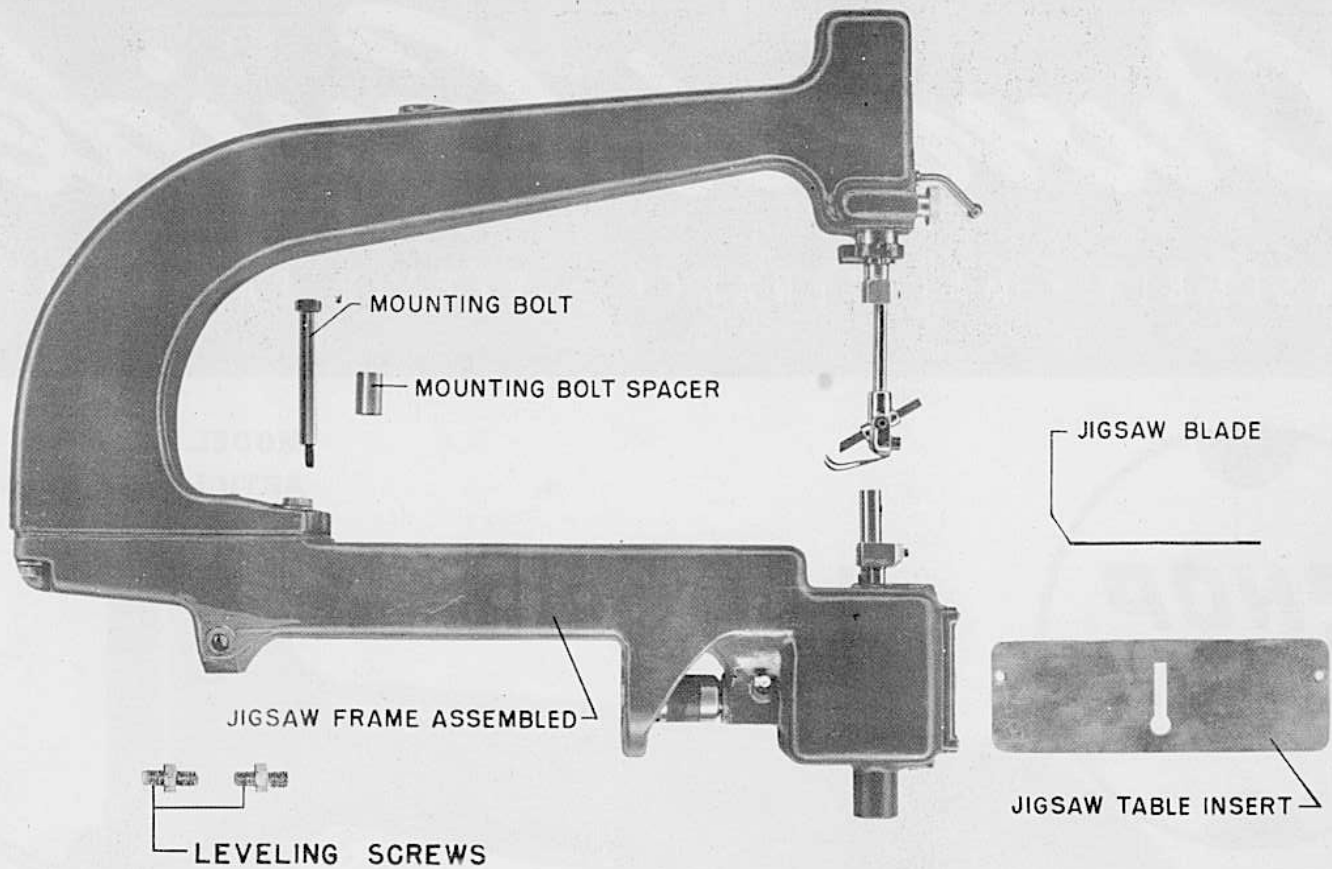 MOUNTING BOLT
MOUNTING BOLT SPACER
JIGSAW BLADE
JIGSAW FRAME ASSEMBLED
JIGSAW TABLE INSERT
LEVELING SCREWS